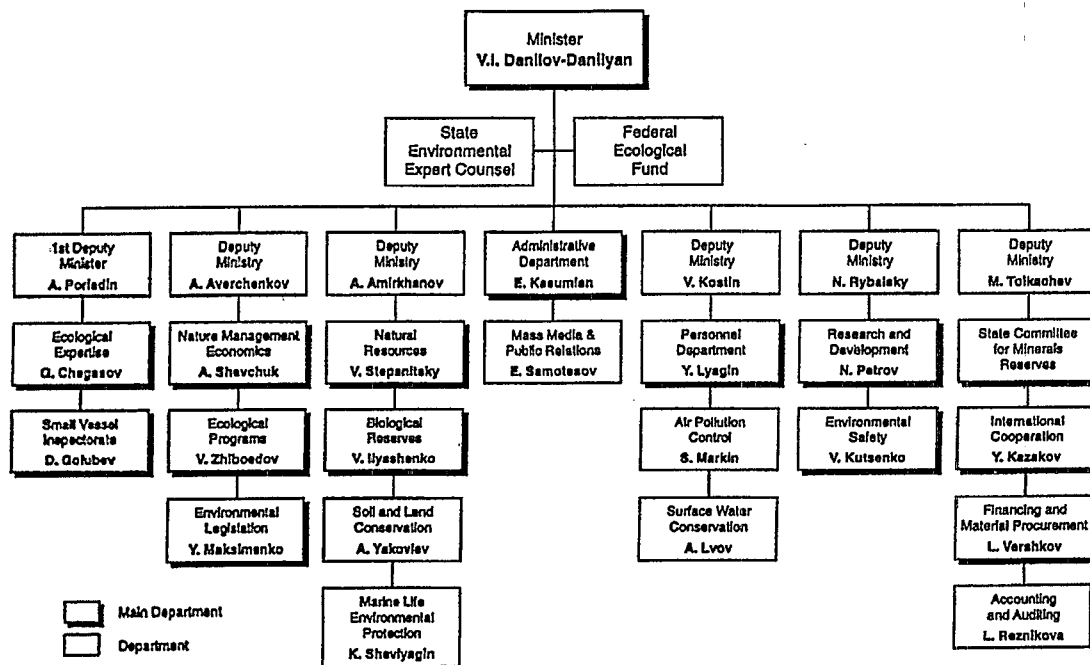 Minister
V.I. Danilov-Danilyan
State
Environmental
Expert Counsel
Federal
Ecological
Fund
1st Deputy
Minister
A. Poriadin
Deputy
Ministry
A. Averchenkov
Deputy
Ministry
A. Amirkhanov
Administrative
Department
E. Kasumian
Deputy
Ministry
V. Kostin
Deputy
Ministry
N. Rybalsky
Deputy
Ministry
M. Tolkachev
Ecological
Expertise
G. Chegasov
Nature Management
Economics
A. Shevchuk
Natural
Resources
V. Stepanitsky
Mass Media &
Public Relations
E. Samotesov
Personnel
Department
Y. Lyagin
Research and
Development
N. Petrov
State Committee
for Minerals
Reserves
Small Vessel
Inspectorate
D. Golubev
Ecological
Programs
V. Zhiboedov
Biological
Reserves
V. Ilyashenko
Air Pollution
Control
S. Markin
Environmental
Safety
V. Kutsenko
International
Cooperation
Y. Kazakov
Environmental
Legislation
Y. Maksimenko
Soil and Land
Conservation
A. Yakovlev
Surface Water
Conservation
A. Lvov
Financing and
Material Procurement
L. Vershkov
Marine Life
Environmental
Protection
K. Shevlyagin
Accounting
and Auditing
L. Reznikova
Main Department
Department